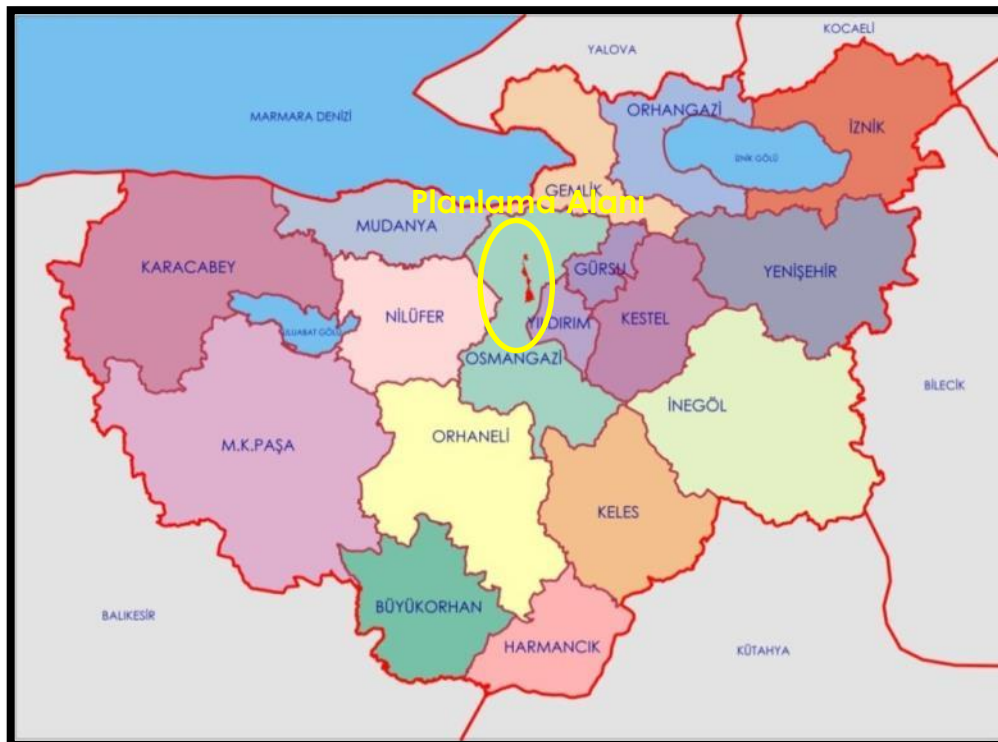 KOCAELİ
YALOVA
MARMARA DENİZİ
ORHANGAZİ
İZNİK
İZNİK GÖLÜ
GEMLİK
Planlama Alanı
MUDANYA
KARACABEY
GÜRSU
YENİŞEHİR
NİLÜFER
YILDIRIM
KESTEL
ULUABAT GÖLÜ
OSMANGAZİ
BİLECİK
İNEGÖL
M.K.PAŞA
ORHANELİ
KELES
BÜYÜKORHAN
BALIKESİR
HARMANCIK
KÜTAHYA